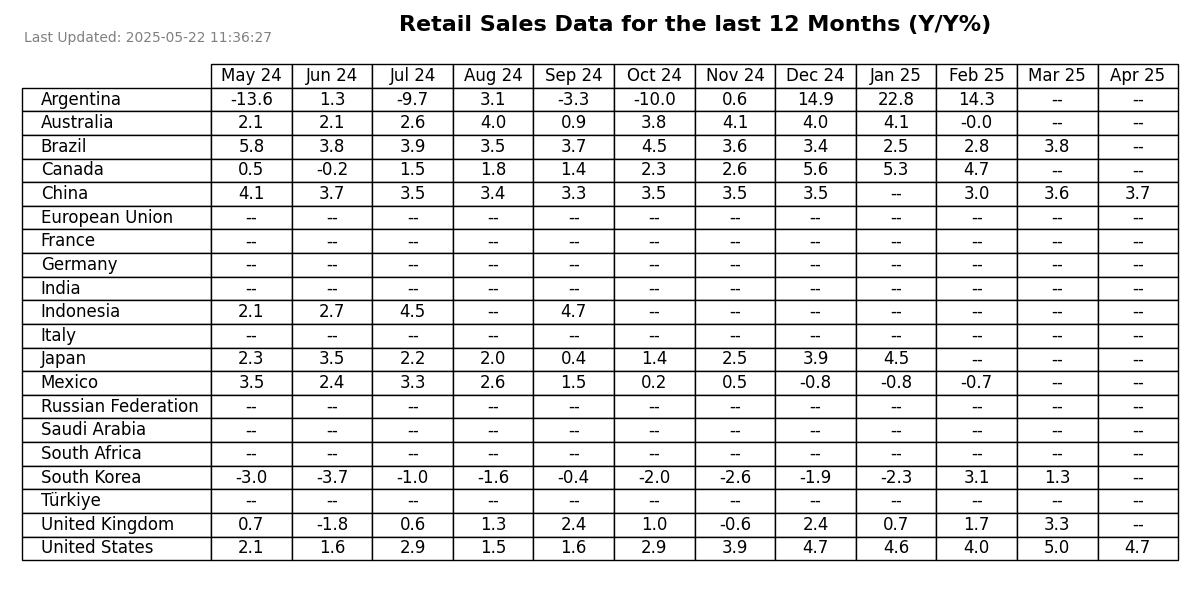 Retail Sales Data for the last 12 Months (Y/Y%)
Last Updated: 2025-05-22 11:36:27
May 24 Jun 24 Jul 24 Aug 24 Sep 24 Oct 24 Nov 24 Dec 24 Jan 25 Feb 25 Mar 25 Apr 25
Argentina -13.6 1.3 -9.7 3.1 -3.3 -10.0 0.6 14.9 22.8 14.3 -- --
Australia 2.1 2.1 2.6 4.0 0.9 3.8 4.1 4.0 4.1 -0.0 -- --
Brazil 5.8 3.8 3.9 3.5 3.7 4.5 3.6 3.4 2.5 2.8 3.8 --
Canada 0.5 -0.2 1.5 1.8 1.4 2.3 2.6 5.6 5.3 4.7 -- --
China 4.1 3.7 3.5 3.4 3.3 3.5 3.5 3.5 -- 3.0 3.6 3.7
European Union -- -- -- -- -- -- -- -- -- -- -- --
France -- -- -- -- -- -- -- -- -- -- -- --
Germany -- -- -- -- -- -- -- -- -- -- -- --
India -- -- -- -- -- -- -- -- -- -- -- --
Indonesia 2.1 2.7 4.5 -- 4.7 -- -- -- -- -- -- --
Italy -- -- -- -- -- -- -- -- -- -- -- --
Japan 2.3 3.5 2.2 2.0 0.4 1.4 2.5 3.9 4.5 -- -- --
Mexico 3.5 2.4 3.3 2.6 1.5 0.2 0.5 -0.8 -0.8 -0.7 -- --
Russian Federation -- -- -- -- -- -- -- -- -- -- -- --
Saudi Arabia -- -- -- -- -- -- -- -- -- -- -- --
South Africa -- -- -- -- -- -- -- -- -- -- -- --
South Korea -3.0 -3.7 -1.0 -1.6 -0.4 -2.0 -2.6 -1.9 -2.3 3.1 1.3 --
Türkiye -- -- -- -- -- -- -- -- -- -- -- --
United Kingdom 0.7 -1.8 0.6 1.3 2.4 1.0 -0.6 2.4 0.7 1.7 3.3 --
United States 2.1 1.6 2.9 1.5 1.6 2.9 3.9 4.7 4.6 4.0 5.0 4.7